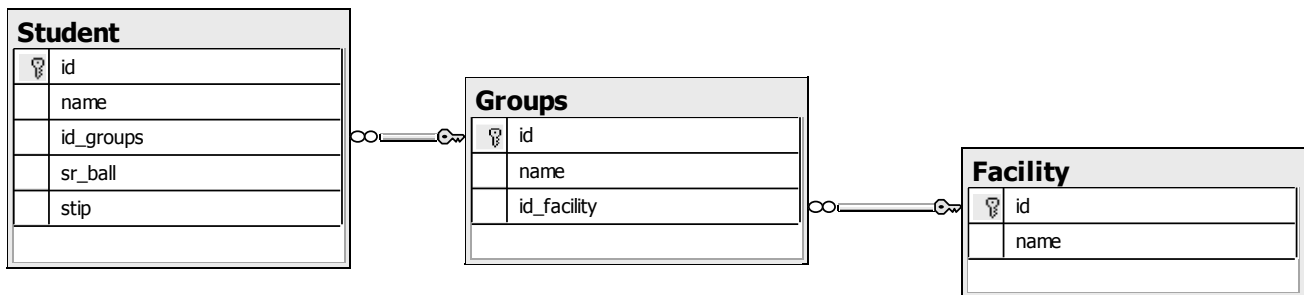 Student
id
name
id_groups
sr_ball
stip
Groups
id
name
id_facility
Facility
id
name